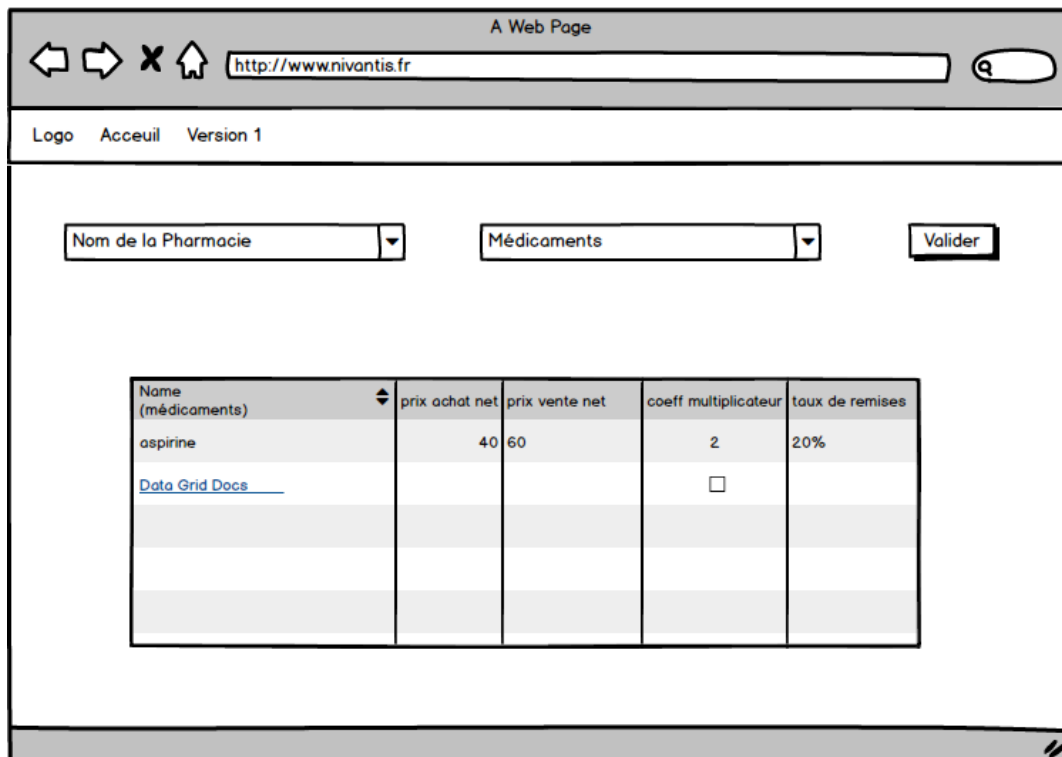 A Web Page
http://www.nivantis.fr
Logo Acceuil Version 1
Nom de la Pharmacie Médicaments Valider
Name
(médicaments) prix achat net prix vente net coeff multiplicateur taux de remises
aspirine 40 60 2 20%
Data Grid Docs